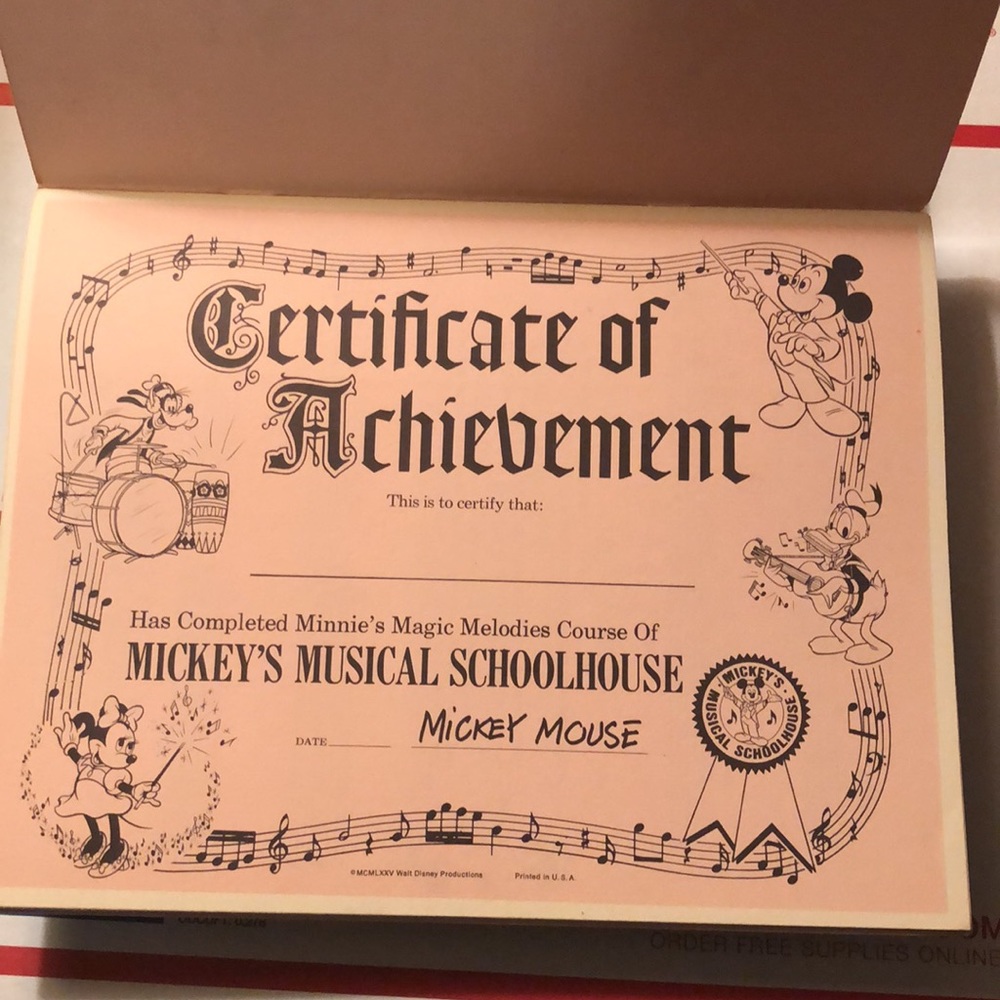 Certificate of
Achievement
This is to certify that:
Has Completed Minnie's Magic Melodies Course Of
MICKEY'S MUSICAL SCHOOLHOUSE
DATE
MICKEY MOUSE
· MICKEY'S ·
MUSICAL SCHOOLHOUSE
© MCMLXXV Walt Disney Productions
Printed in U.S.A.
OM
ORDER FREE SUPPLIES ONLINE